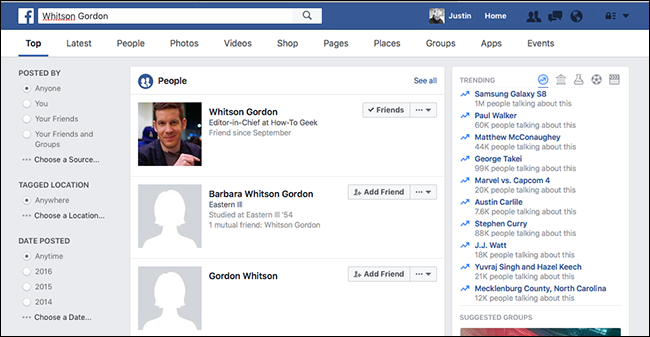 f Whitson Gordon Justin Home
Top Latest People Photos Videos Shop Pages Places Groups Apps Events
POSTED BY
Anyone
You
Your Friends
Your Friends and
Groups
••• Choose a Source...
TAGGED LOCATION
Anywhere
••• Choose a Location...
DATE POSTED
Anytime
2016
2015
2014
••• Choose a Date...
People See all
Whitson Gordon
Editor-in-Chief at How-To Geek
Friend since September
Friends
Barbara Whitson Gordon
Eastern Ill
Studied at Eastern Ill '54
1 mutual friend: Whitson Gordon
Add Friend
Gordon Whitson
Add Friend
TRENDING
Samsung Galaxy S8
1M people talking about this
Paul Walker
60K people talking about this
Matthew McConaughey
44K people talking about this
George Takei
99K people talking about this
Marvel vs. Capcom 4
20K people talking about this
Austin Carlile
7.6K people talking about this
Stephen Curry
88K people talking about this
J.J. Watt
18K people talking about this
Yuvraj Singh and Hazel Keech
21K people talking about this
Mecklenburg County, North Carolina
12K people talking about this
SUGGESTED GROUPS